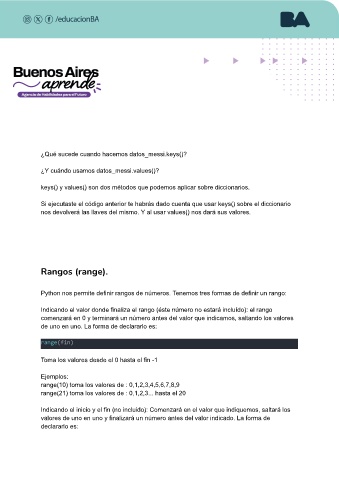 /educacionBA
BA
Buenos Aires
aprende
Agencia de Habilidades para el Futuro
¿Qué sucede cuando hacemos datos_messi.keys()?
¿Y cuándo usamos datos_messi.values()?
keys() y values() son dos métodos que podemos aplicar sobre diccionarios.
Si ejecutaste el código anterior te habrás dado cuenta que usar keys() sobre el diccionario
nos devolverá las llaves del mismo. Y al usar values() nos dará sus valores.
Rangos (range).
Python nos permite definir rangos de números. Tenemos tres formas de definir un rango:
Indicando el valor donde finaliza el rango (éste número no estará incluido): el rango
comenzará en 0 y terminará un número antes del valor que indicamos, saltando los valores
de uno en uno. La forma de declararlo es:
range(fin)
Toma los valores desde el 0 hasta el fin -1
Ejemplos:
range(10) toma los valores de : 0,1,2,3,4,5,6,7,8,9
range(21) toma los valores de : 0,1,2,3... hasta el 20
Indicando el inicio y el fin (no incluido): Comenzará en el valor que indiquemos, saltará los
valores de uno en uno y finalizará un número antes del valor indicado. La forma de
declararlo es: